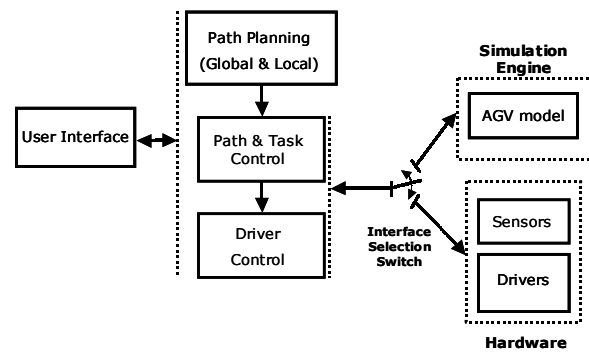 Path Planning
(Global & Local)
Simulation
Engine
AGV model
User Interface
Path & Task
Control
Driver
Control
Interface
Selection
Switch
Sensors
Drivers
Hardware